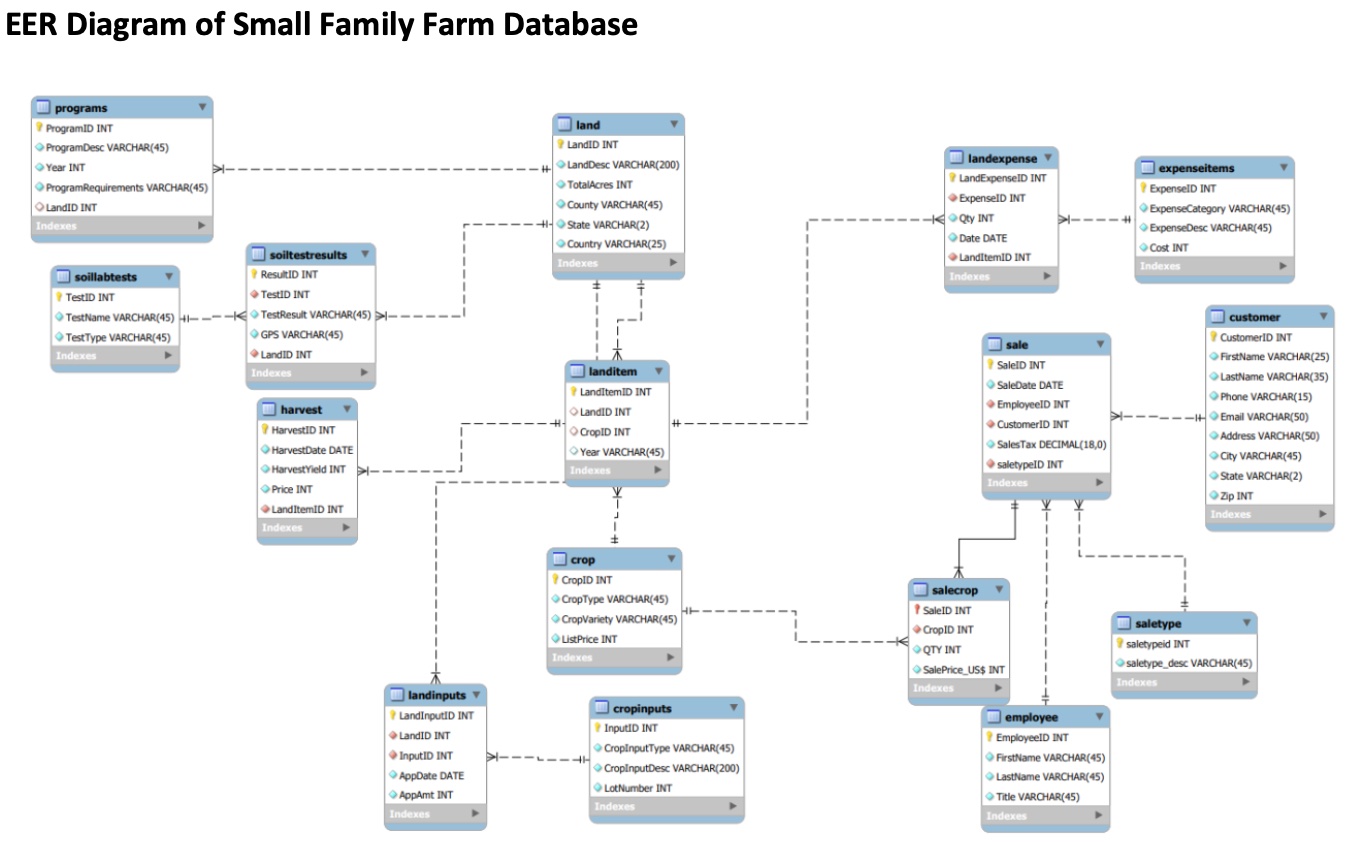 EER Diagram of Small Family Farm Database
programs
ProgramID INT
ProgramDesc VARCHAR(45)
Year INT
ProgramRequirements VARCHAR(45)
LandID INT
Indexes
soillabtests
TestID INT
TestName VARCHAR(45)
TestType VARCHAR(45)
Indexes
soiltestresults
ResultID INT
TestID INT
TestResult VARCHAR(45)
GPS VARCHAR(45)
LandID INT
Indexes
harvest
HarvestID INT
HarvestDate DATE
HarvestYield INT
Price INT
LandItemID INT
Indexes
land
LandID INT
LandDesc VARCHAR(200)
TotalAcres INT
County VARCHAR(45)
State VARCHAR(2)
Country VARCHAR(25)
Indexes
landitem
LandItemID INT
LandID INT
CropID INT
Year VARCHAR(45)
Indexes
crop
CropID INT
CropType VARCHAR(45)
CropVariety VARCHAR(45)
ListPrice INT
Indexes
landinputs
LandInputID INT
LandID INT
InputID INT
AppDate DATE
AppAmt INT
Indexes
cropinputs
InputID INT
CropInputType VARCHAR(45)
CropInputDesc VARCHAR(200)
LotNumber INT
Indexes
landexpense
LandExpenseID INT
ExpenseID INT
Qty INT
Date DATE
LandItemID INT
Indexes
expenseitems
ExpenseID INT
ExpenseCategory VARCHAR(45)
ExpenseDesc VARCHAR(45)
Cost INT
Indexes
sale
SaleID INT
SaleDate DATE
EmployeeID INT
CustomerID INT
SalesTax DECIMAL(18,0)
saletypeID INT
Indexes
customer
CustomerID INT
FirstName VARCHAR(25)
LastName VARCHAR(35)
Phone VARCHAR(15)
Email VARCHAR(50)
Address VARCHAR(50)
City VARCHAR(45)
State VARCHAR(2)
Zip INT
Indexes
salecrop
SaleID INT
CropID INT
QTY INT
SalePrice_US$ INT
Indexes
saletype
saletypeid INT
saletype_desc VARCHAR(45)
Indexes
employee
EmployeeID INT
FirstName VARCHAR(45)
LastName VARCHAR(45)
Title VARCHAR(45)
Indexes